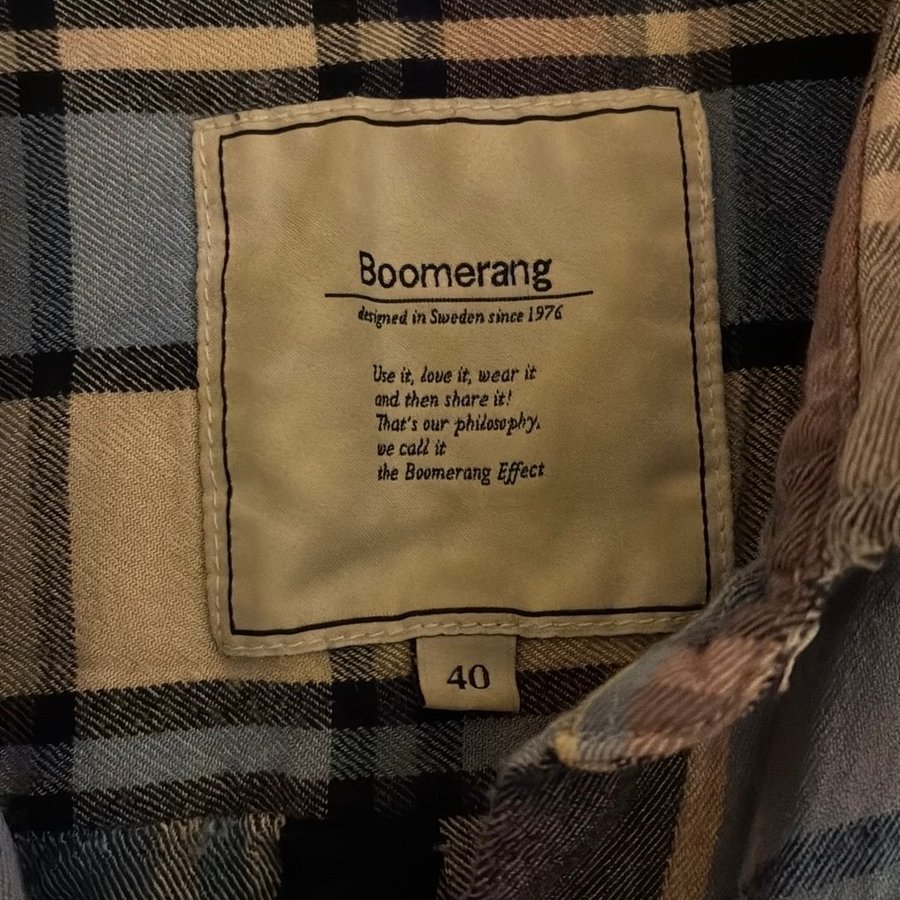 Boomerang
designed in Sweden since 1976
Use it, love it, wear it
and then share it!
That's our philosophy.
we call it
the Boomerang Effect
40